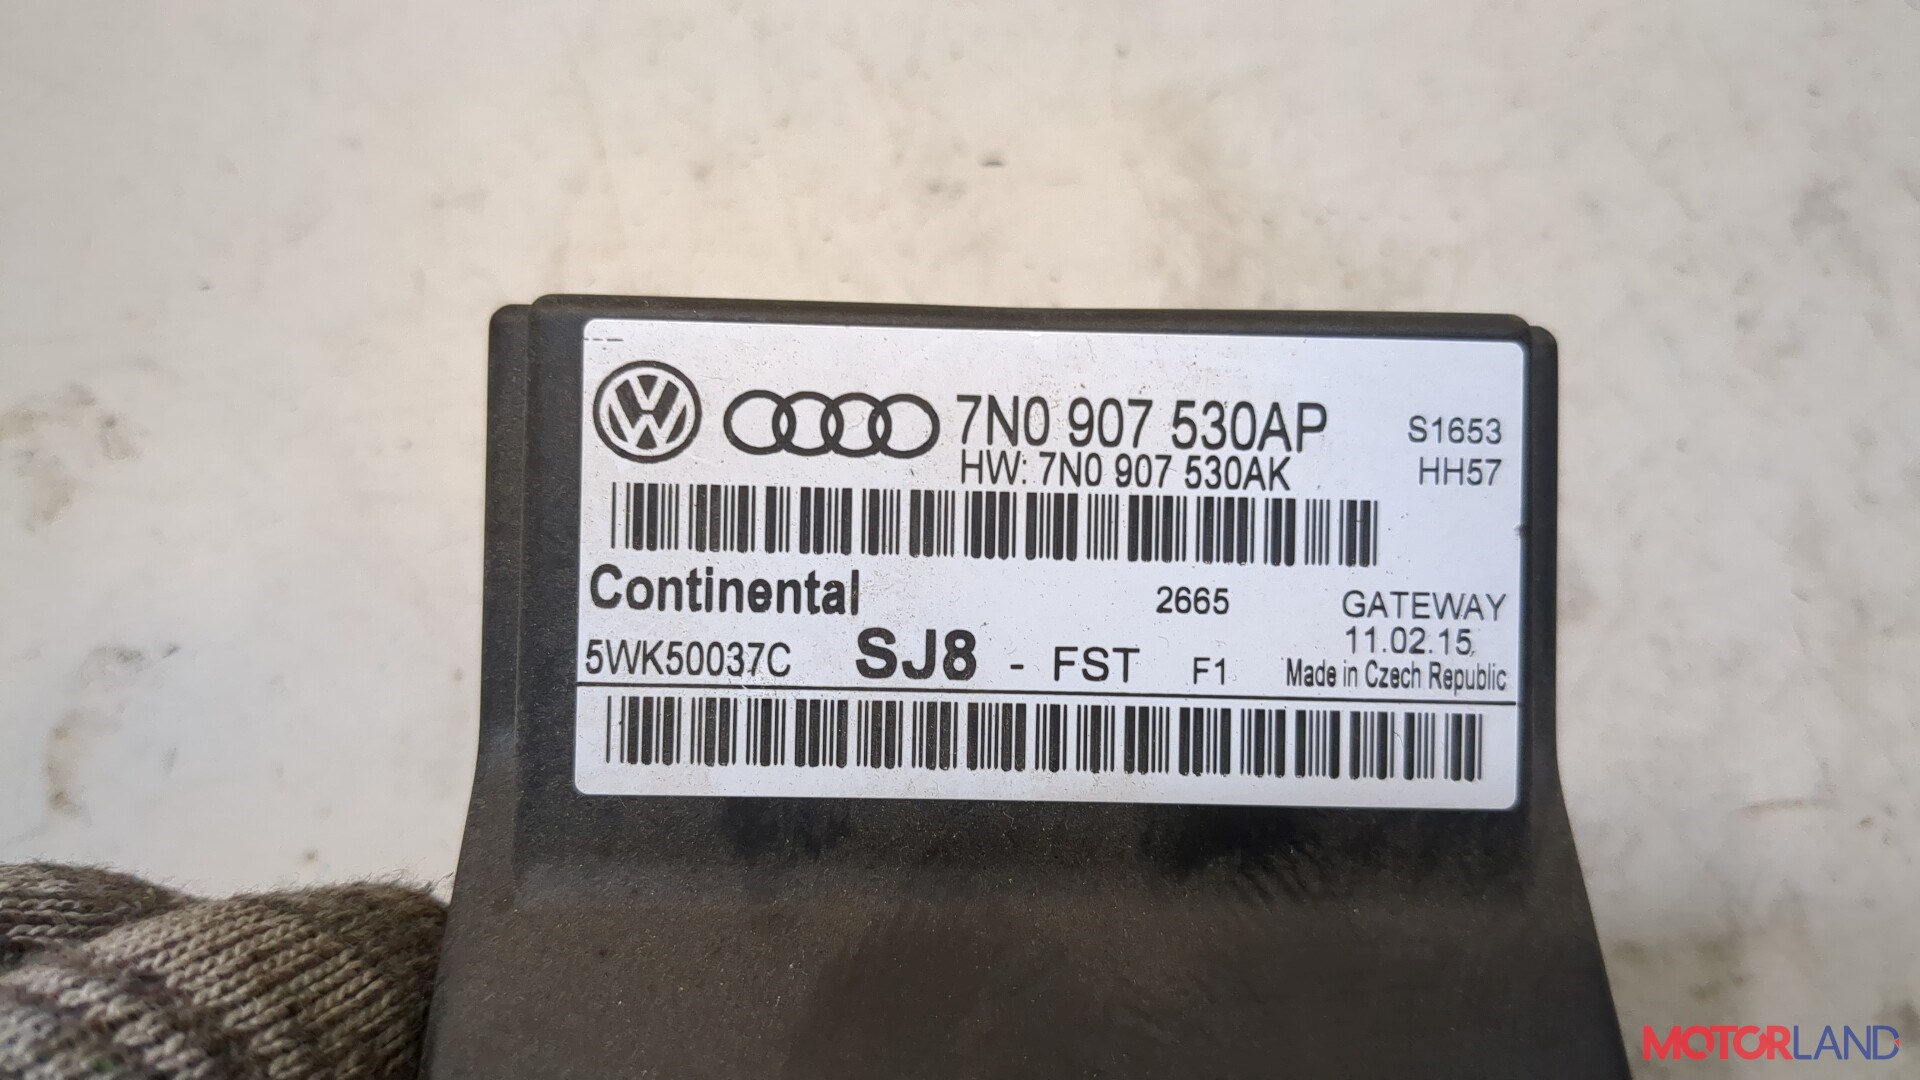 7N0 907 530AP
S1653
HW: 7N0 907 530AK
HH57
Continental
2665
GATEWAY
11.02.15
5WK50037C
SJ8 - FST F1
Made in Czech Republic
MOTORLAND